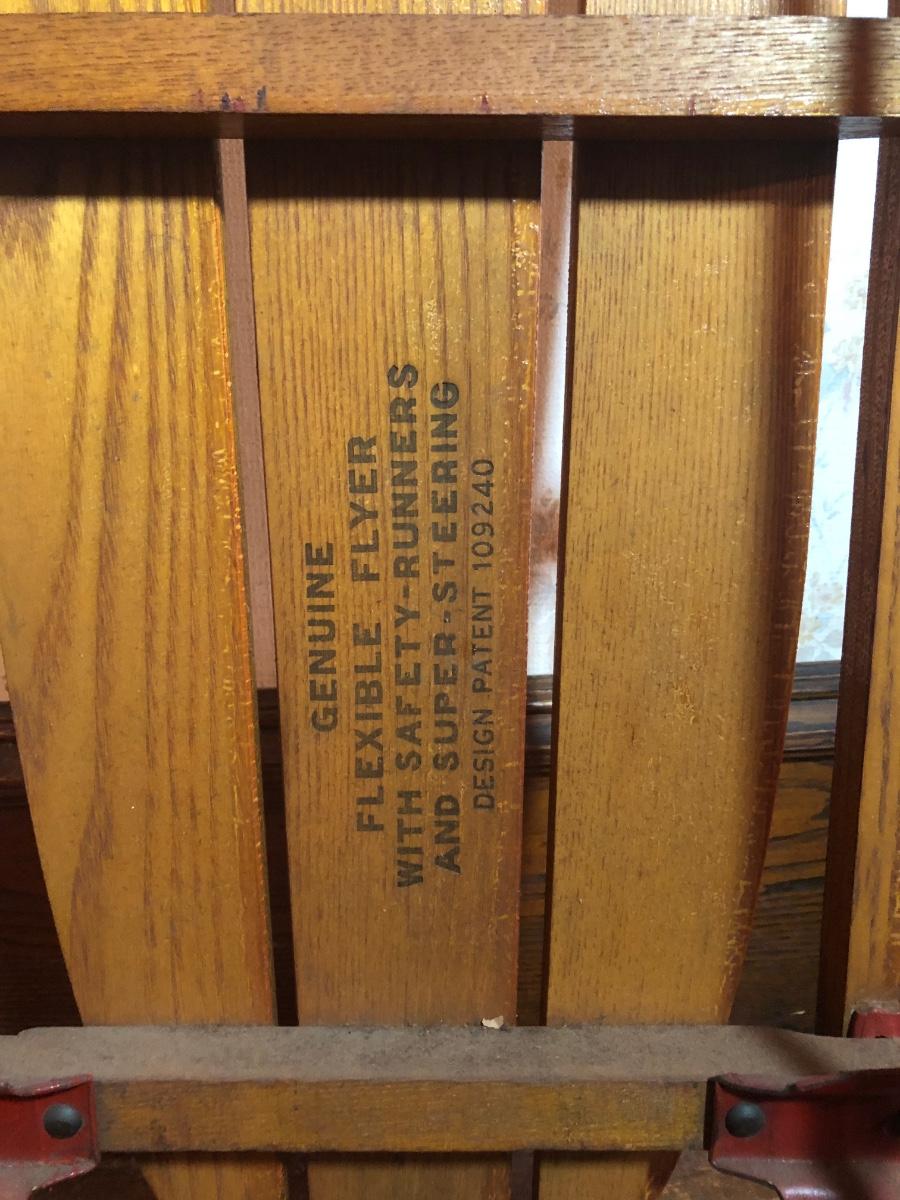 GENUINE
FLEXIBLE FLYER
WITH SAFETY-RUNNERS
AND SUPER-STEERING
DESIGN PATENT 109240